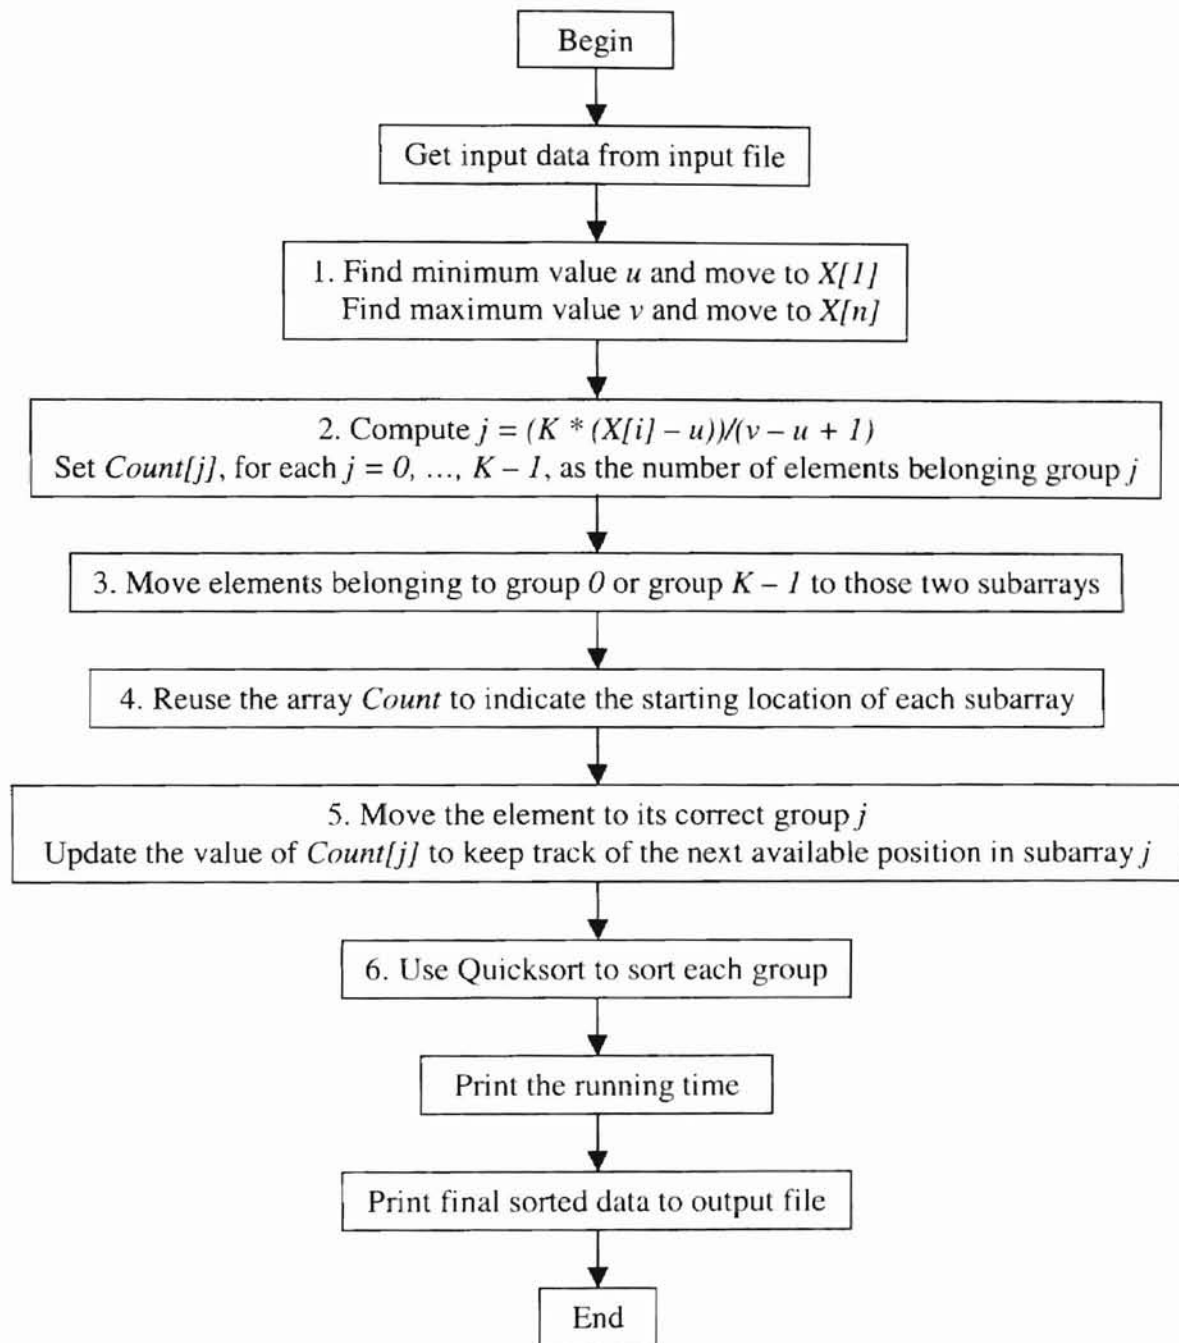 Begin
Get input data from input file
1. Find minimum value u and move to X[1]
Find maximum value v and move to X[n]
2. Compute j = (K * (X[i] – u))/(v – u + 1)
Set Count[j], for each j = 0, ..., K – 1, as the number of elements belonging group j
3. Move elements belonging to group 0 or group K – 1 to those two subarrays
4. Reuse the array Count to indicate the starting location of each subarray
5. Move the element to its correct group j
Update the value of Count[j] to keep track of the next available position in subarray j
6. Use Quicksort to sort each group
Print the running time
Print final sorted data to output file
End